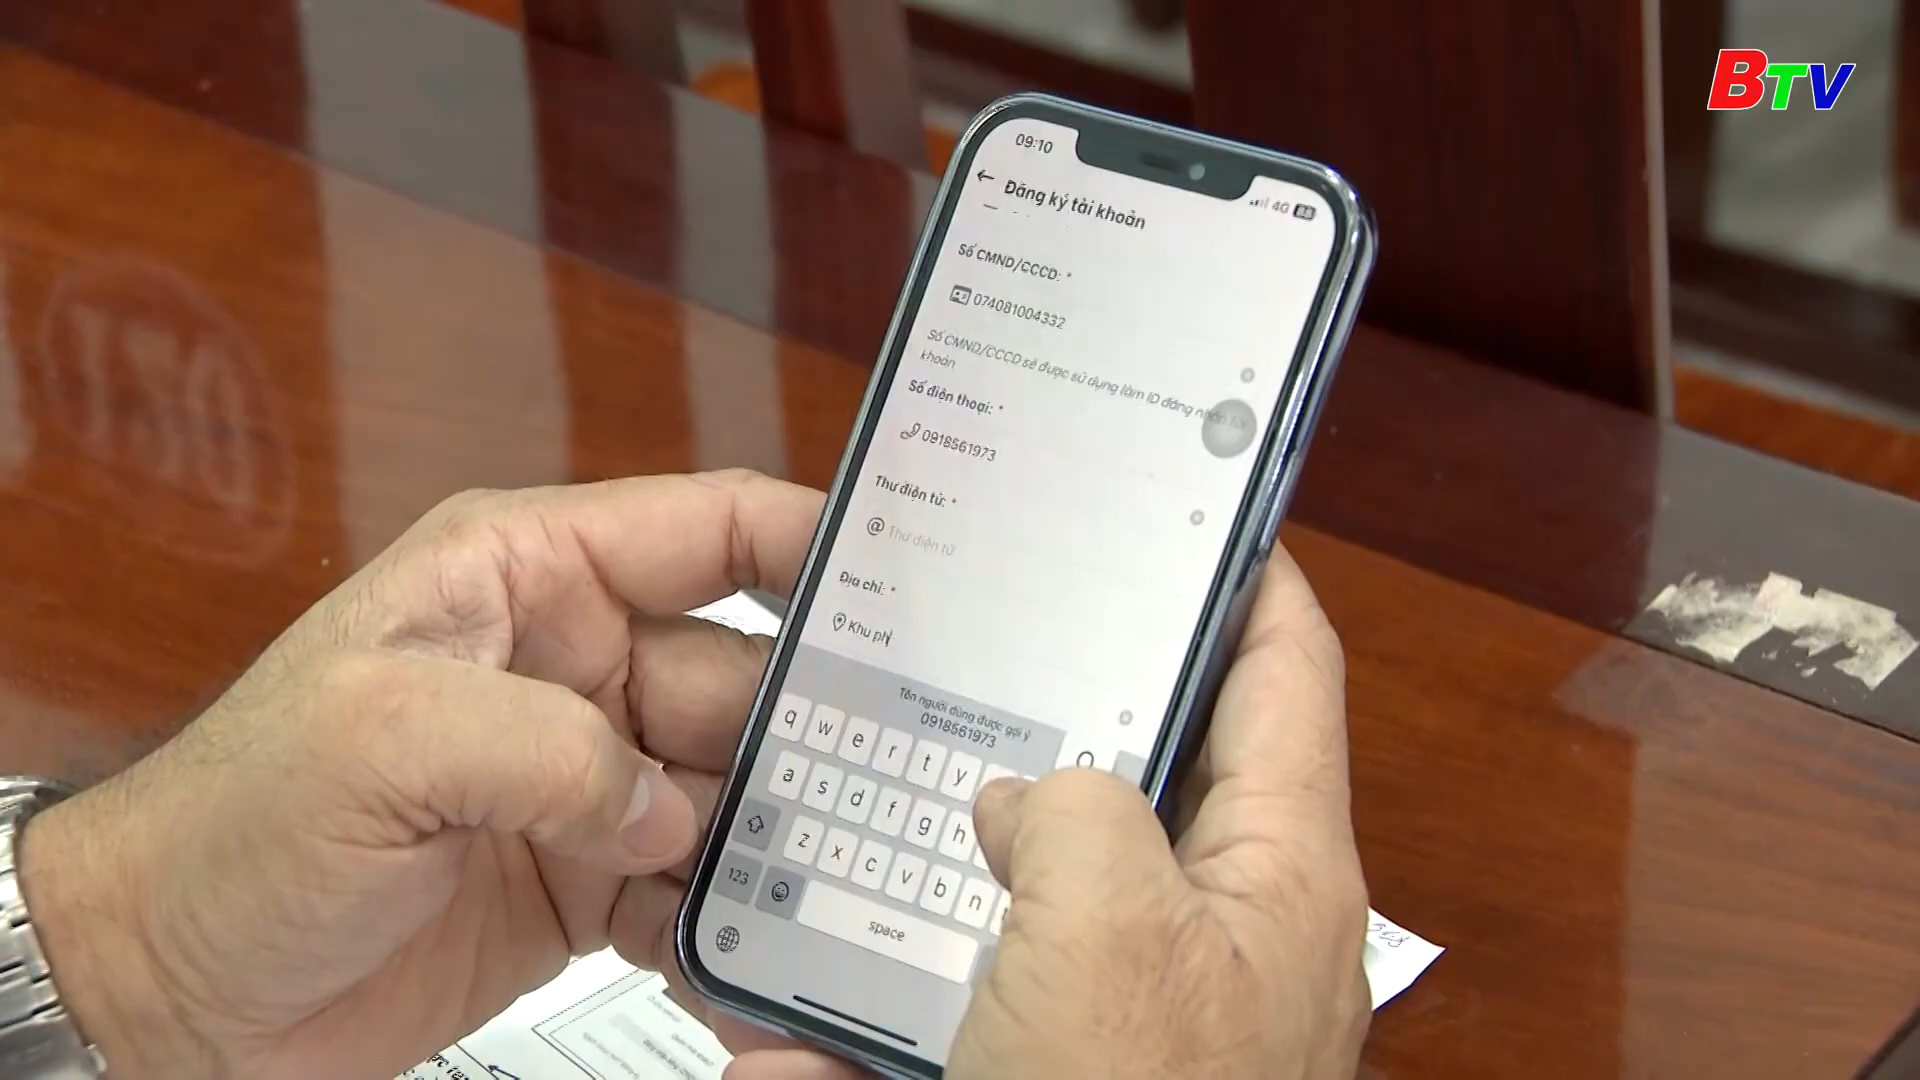 BTV
09:10
4G 88
← Đăng ký tài khoản
Số CMND/CCCD: *
074081004332
Số CMND/CCCD sẽ được sử dụng làm ID đăng nhập tài
khoản
Số điện thoại: *
0918561973
Thư điện tử: *
@ Thư điện tử
Địa chỉ: *
Khu ph
Tên người dùng được gợi ý
0918561973
q w e r t y
a s d f g h
z x c v b n
123
space